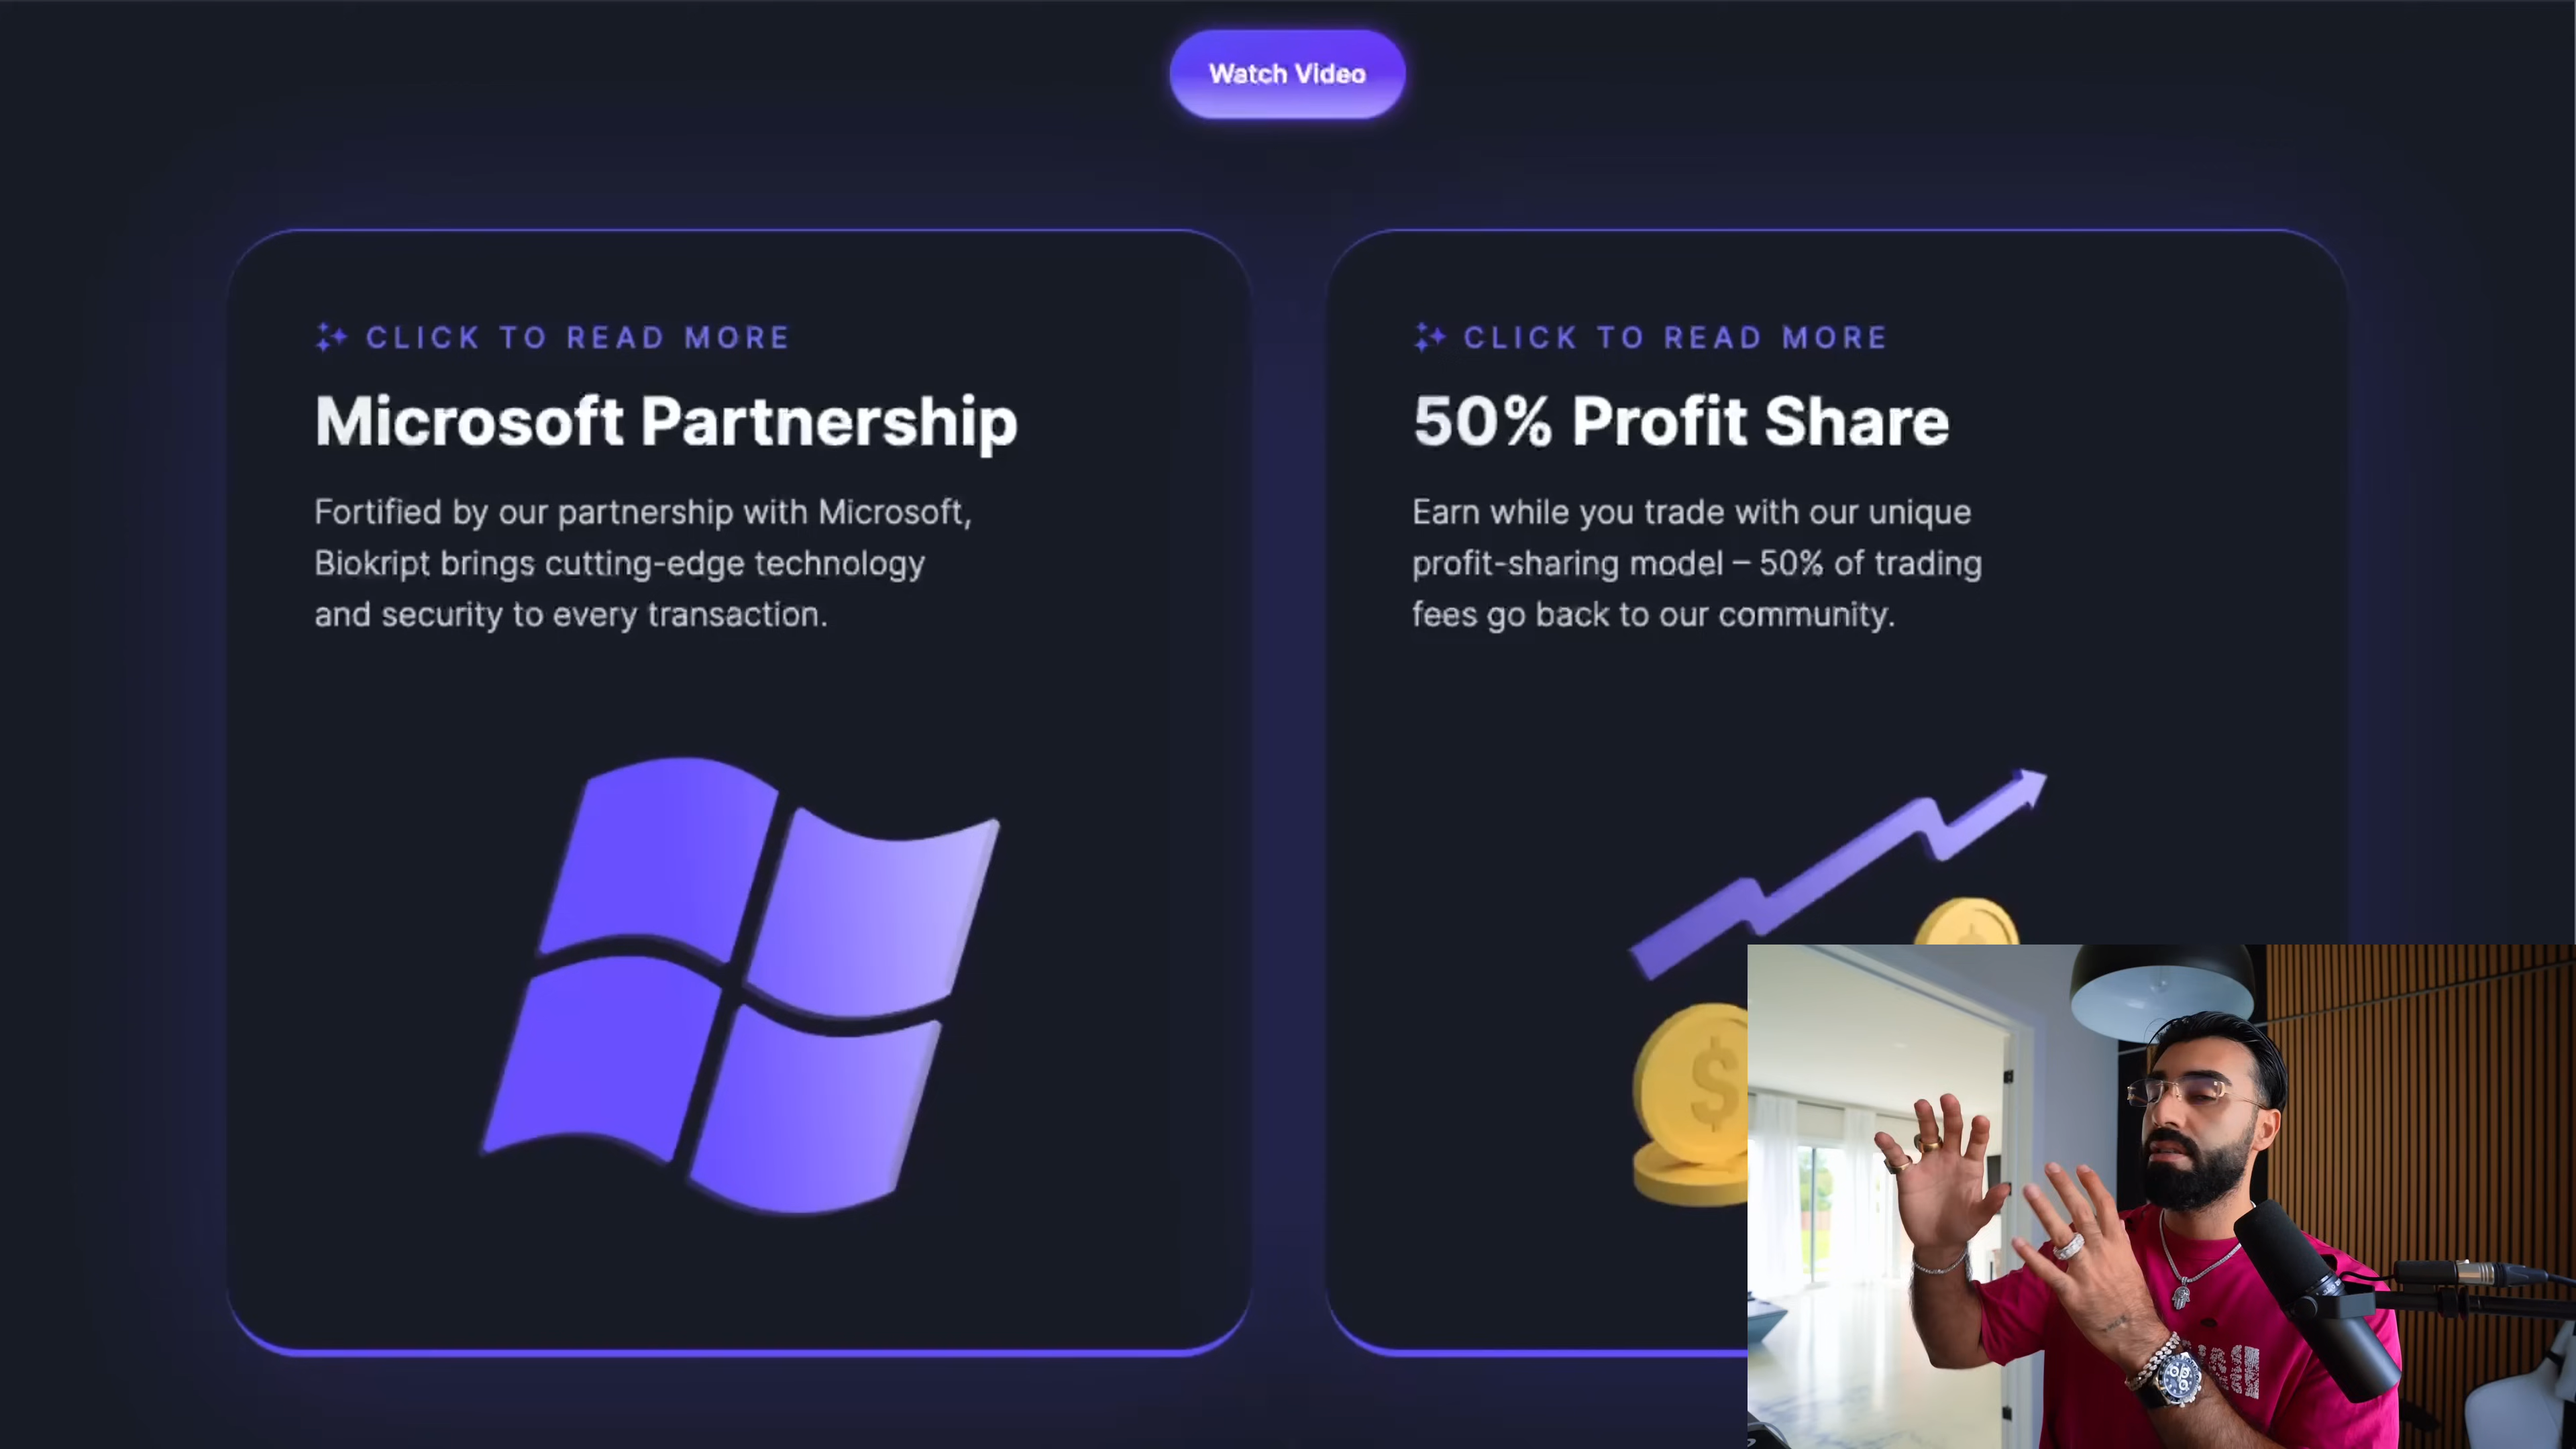 Watch Video
CLICK TO READ MORE
Microsoft Partnership
Fortified by our partnership with Microsoft,
Biokript brings cutting-edge technology
and security to every transaction.
CLICK TO READ MORE
50% Profit Share
Earn while you trade with our unique
profit-sharing model – 50% of trading
fees go back to our community.
$